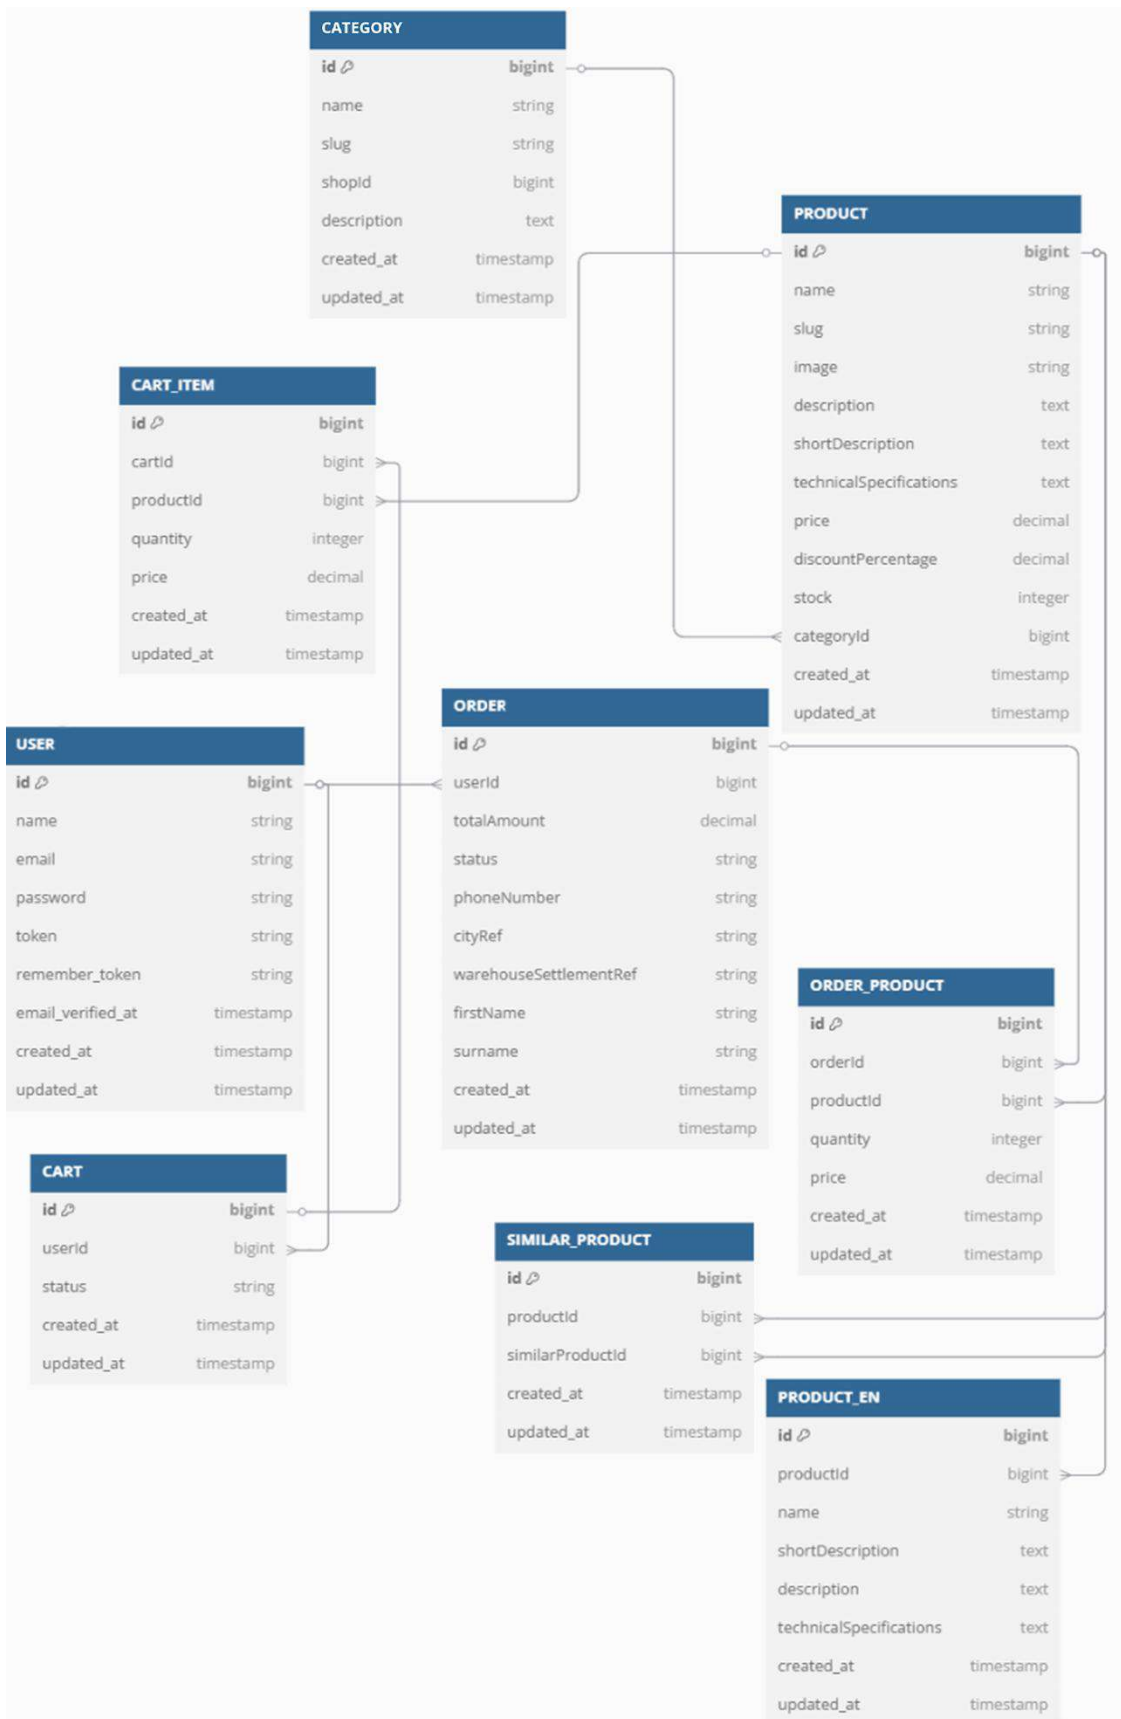 CATEGORY
id bigint
name string
slug string
shopId bigint
description text
created_at timestamp
updated_at timestamp
PRODUCT
id bigint
name string
slug string
image string
description text
shortDescription text
technicalSpecifications text
price decimal
discountPercentage decimal
stock integer
categoryId bigint
created_at timestamp
updated_at timestamp
CART_ITEM
id bigint
cartId bigint
productId bigint
quantity integer
price decimal
created_at timestamp
updated_at timestamp
ORDER
id bigint
userId bigint
totalAmount decimal
status string
phoneNumber string
cityRef string
warehouseSettlementRef string
firstName string
surname string
created_at timestamp
updated_at timestamp
USER
id bigint
name string
email string
password string
token string
remember_token string
email_verified_at timestamp
created_at timestamp
updated_at timestamp
ORDER_PRODUCT
id bigint
orderId bigint
productId bigint
quantity integer
price decimal
created_at timestamp
updated_at timestamp
CART
id bigint
userId bigint
status string
created_at timestamp
updated_at timestamp
SIMILAR_PRODUCT
id bigint
productId bigint
similarProductId bigint
created_at timestamp
updated_at timestamp
PRODUCT_EN
id bigint
productId bigint
name string
shortDescription text
description text
technicalSpecifications text
created_at timestamp
updated_at timestamp